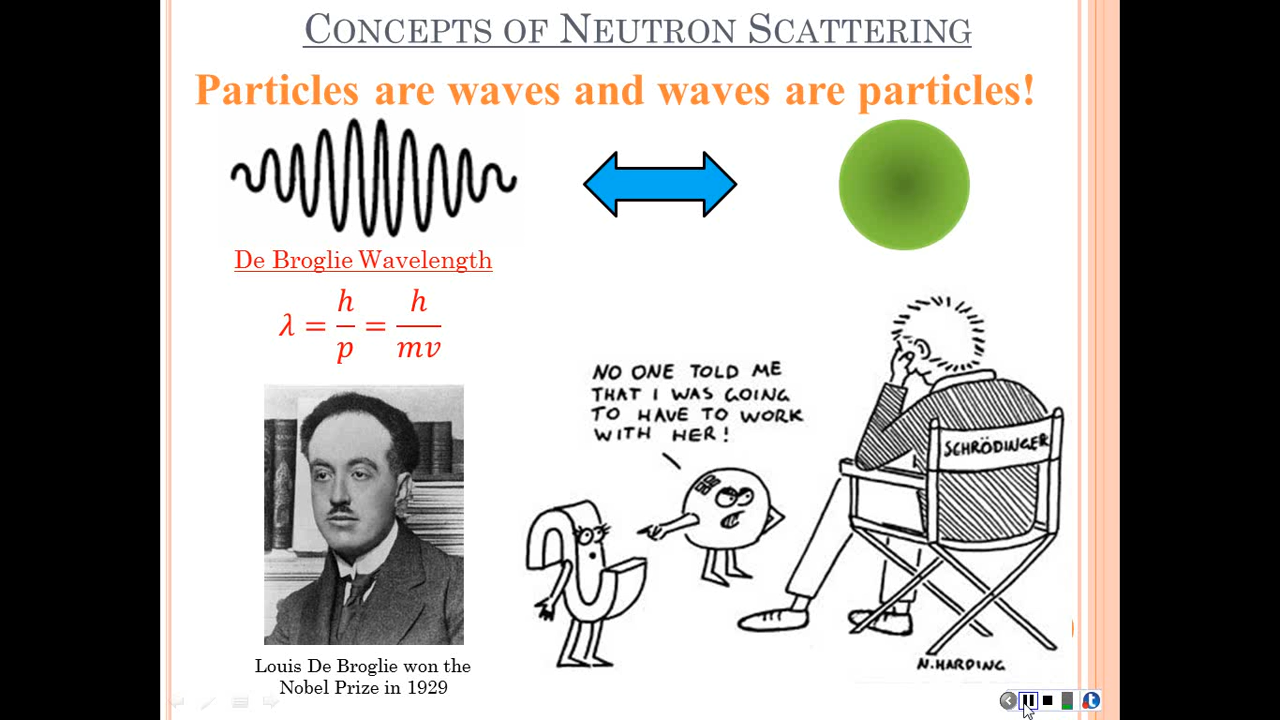 CONCEPTS OF NEUTRON SCATTERING
Particles are waves and waves are particles!
De Broglie Wavelength
λ = h/p = h/mv
NO ONE TOLD ME
THAT I WAS GOING
TO HAVE TO WORK
WITH HER!
SCHRÖDINGER
N.HARDING
Louis De Broglie won the
Nobel Prize in 1929